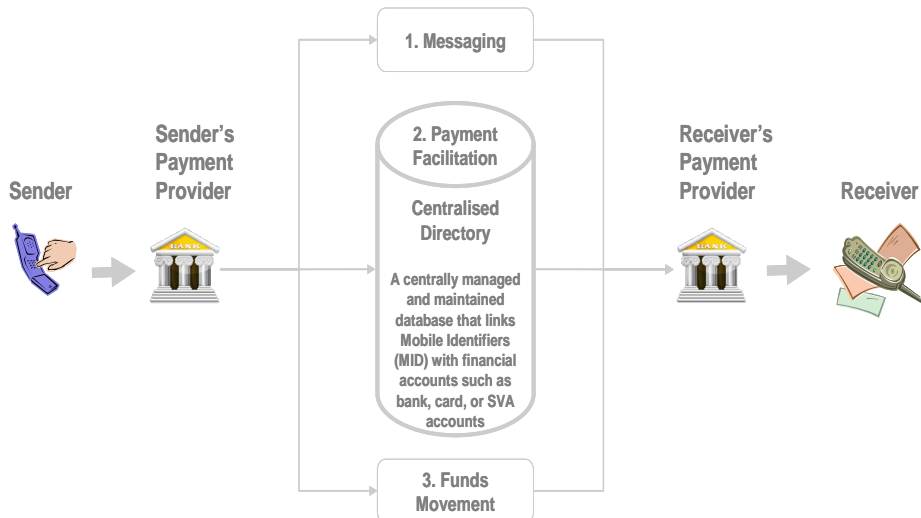 1. Messaging
Sender's
Payment
Provider
Sender
BANK
2. Payment
Facilitation
Centralised
Directory
A centrally managed
and maintained
database that links
Mobile Identifiers
(MID) with financial
accounts such as
bank, card, or SVA
accounts
3. Funds
Movement
Receiver's
Payment
Provider
BANK
Receiver